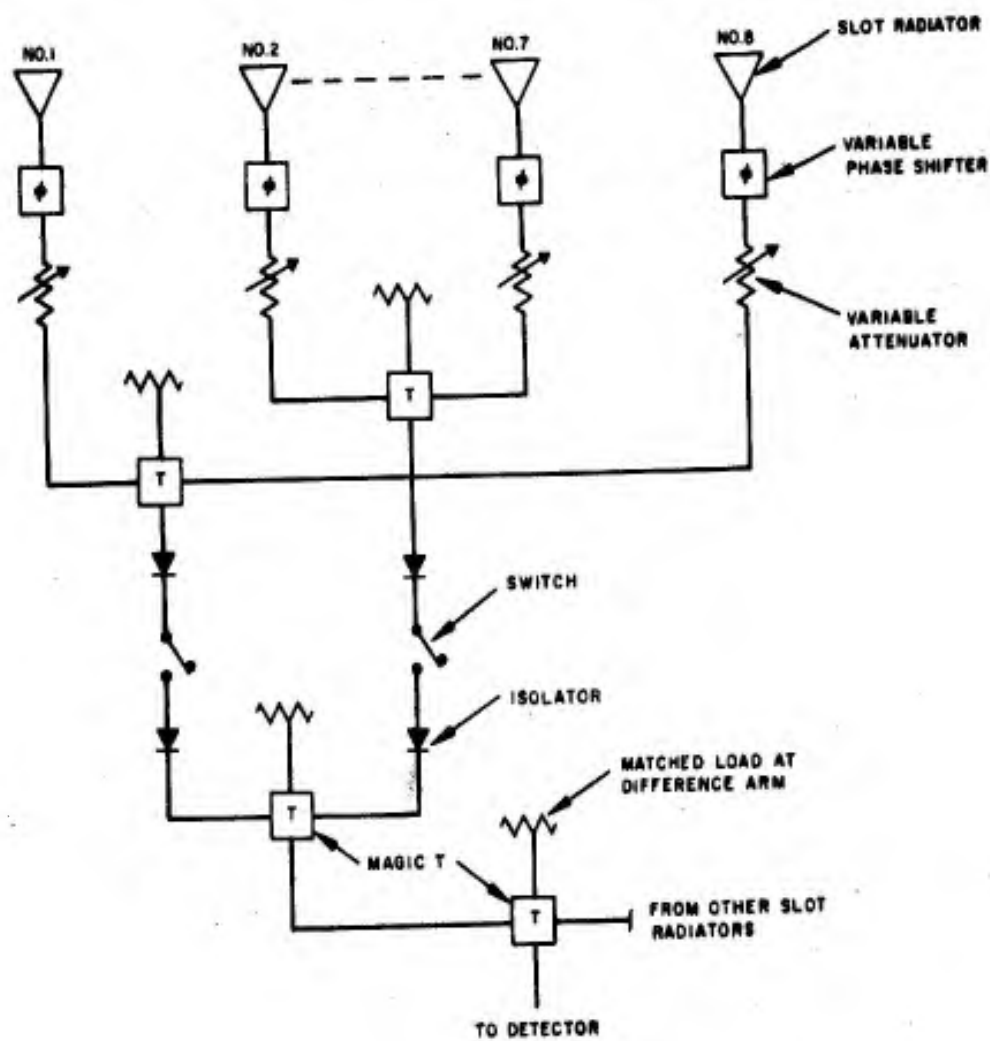 NO.1
NO.2
NO.7
NO.8
SLOT RADIATOR
ϕ
ϕ
ϕ
ϕ
VARIABLE
PHASE SHIFTER
VARIABLE
ATTENUATOR
T
T
SWITCH
ISOLATOR
MATCHED LOAD AT
DIFFERENCE ARM
T
MAGIC T
T
FROM OTHER SLOT
RADIATORS
TO DETECTOR